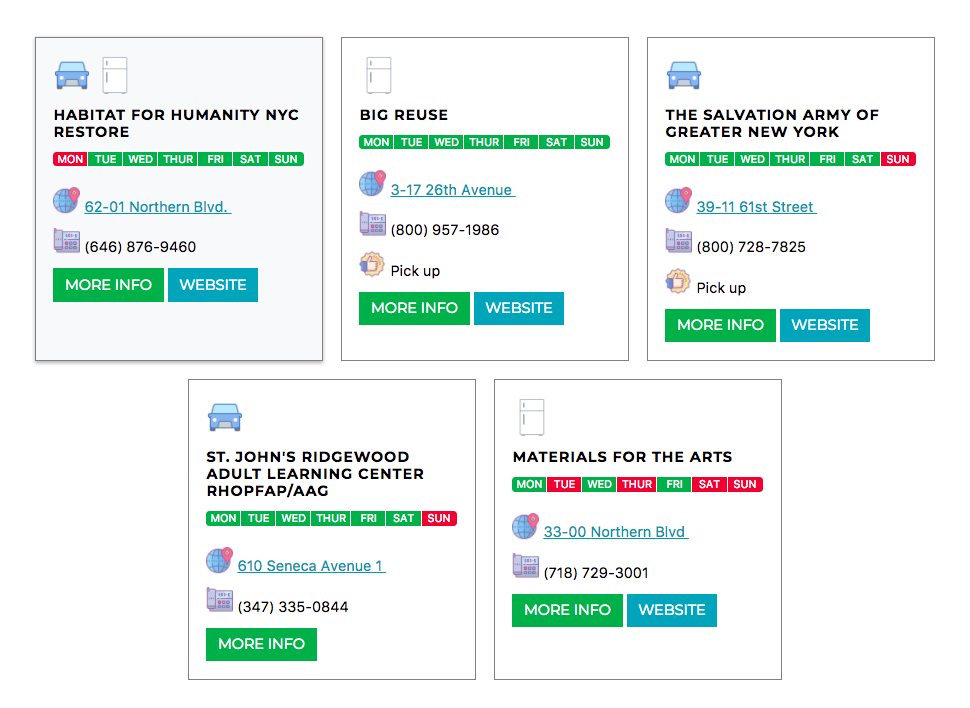 HABITAT FOR HUMANITY NYC
RESTORE
MON TUE WED THUR FRI SAT SUN
62-01 Northern Blvd.
(646) 876-9460
MORE INFO WEBSITE
BIG REUSE
MON TUE WED THUR FRI SAT SUN
3-17 26th Avenue
(800) 957-1986
Pick up
MORE INFO WEBSITE
THE SALVATION ARMY OF
GREATER NEW YORK
MON TUE WED THUR FRI SAT SUN
39-11 61st Street
(800) 728-7825
Pick up
MORE INFO WEBSITE
ST. JOHN'S RIDGEWOOD
ADULT LEARNING CENTER
RHOPFAP/AAG
MON TUE WED THUR FRI SAT SUN
610 Seneca Avenue 1
(347) 335-0844
MORE INFO
MATERIALS FOR THE ARTS
MON TUE WED THUR FRI SAT SUN
33-00 Northern Blvd
(718) 729-3001
MORE INFO WEBSITE